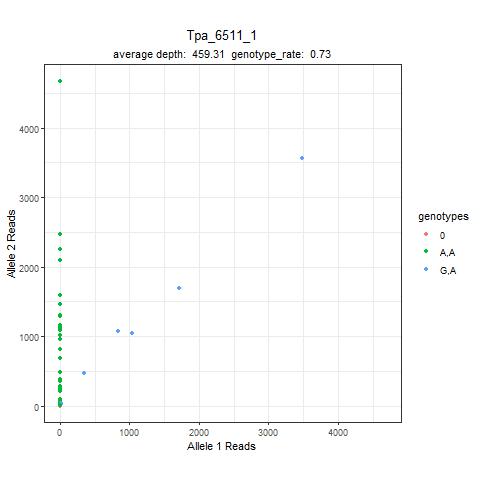 Tpa_6511_1
average depth: 459.31 genotype_rate: 0.73
Allele 2 Reads
4000
3000
2000
1000
0
0 1000 2000 3000 4000
Allele 1 Reads
genotypes
0
A,A
G,A